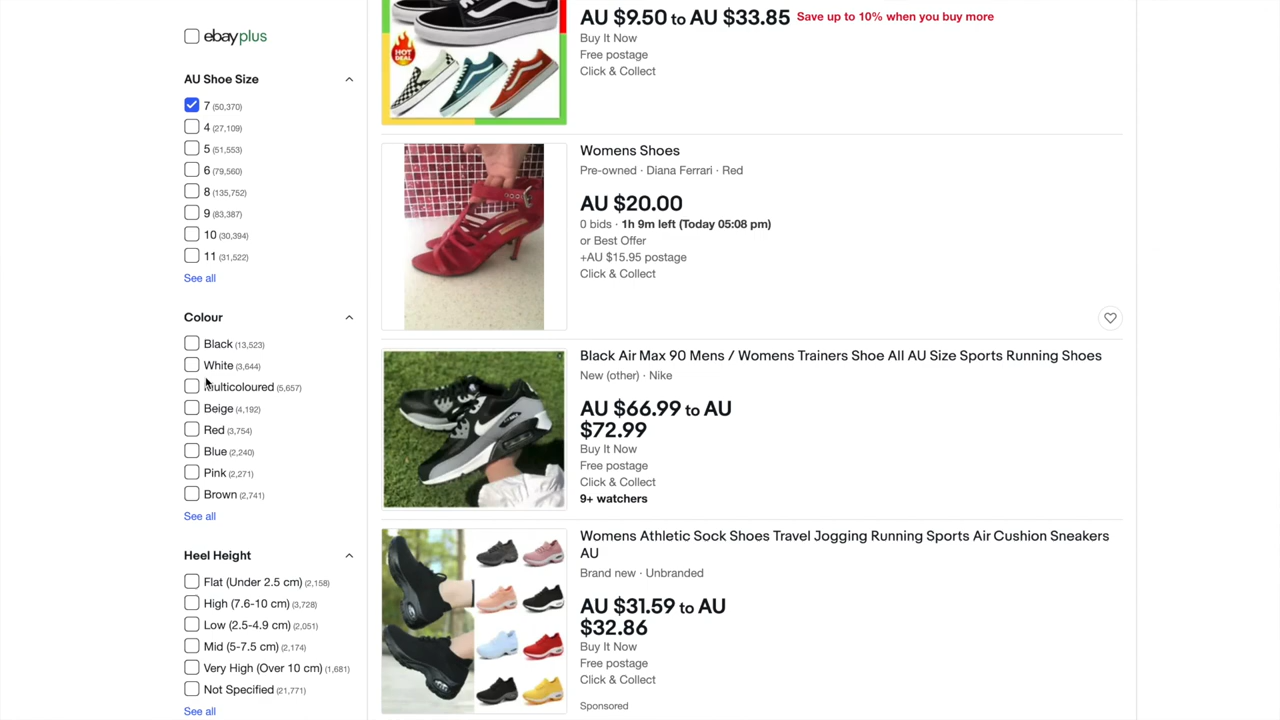 ebay plus
AU Shoe Size
7 (50,370)
4 (27,109)
5 (51,553)
6 (79,560)
8 (135,752)
9 (83,387)
10 (30,394)
11 (31,522)
See all
Colour
Black (13,523)
White (3,644)
Multicoloured (5,657)
Beige (4,192)
Red (3,754)
Blue (2,240)
Pink (2,271)
Brown (2,741)
See all
Heel Height
Flat (Under 2.5 cm) (2,158)
High (7.6-10 cm) (3,728)
Low (2.5-4.9 cm) (2,051)
Mid (5-7.5 cm) (2,174)
Very High (Over 10 cm) (1,681)
Not Specified (21,771)
See all
HOT
DEAL
AU $9.50 to AU $33.85 Save up to 10% when you buy more
Buy It Now
Free postage
Click & Collect
Womens Shoes
Pre-owned · Diana Ferrari · Red
AU $20.00
0 bids · 1h 9m left (Today 05:08 pm)
or Best Offer
+AU $15.95 postage
Click & Collect
Black Air Max 90 Mens / Womens Trainers Shoe All AU Size Sports Running Shoes
New (other) · Nike
AU $66.99 to AU
$72.99
Buy It Now
Free postage
Click & Collect
9+ watchers
Womens Athletic Sock Shoes Travel Jogging Running Sports Air Cushion Sneakers
AU
Brand new · Unbranded
AU $31.59 to AU
$32.86
Buy It Now
Free postage
Click & Collect
Sponsored